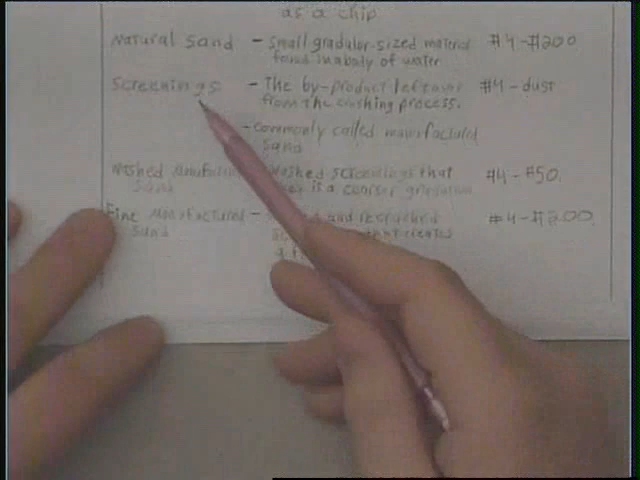 as a chip
Natural Sand - small gradular-sized material #4-#200
found in a body of water
Screenings - The by-product leftover #4-dust
from the crushing process.
- commonly called manufactured
sand
Washed Manufac Washed screenings that #4-#50.
Sand is a coarser gradation
Fine Manufactured - and #4-#200.
Sand